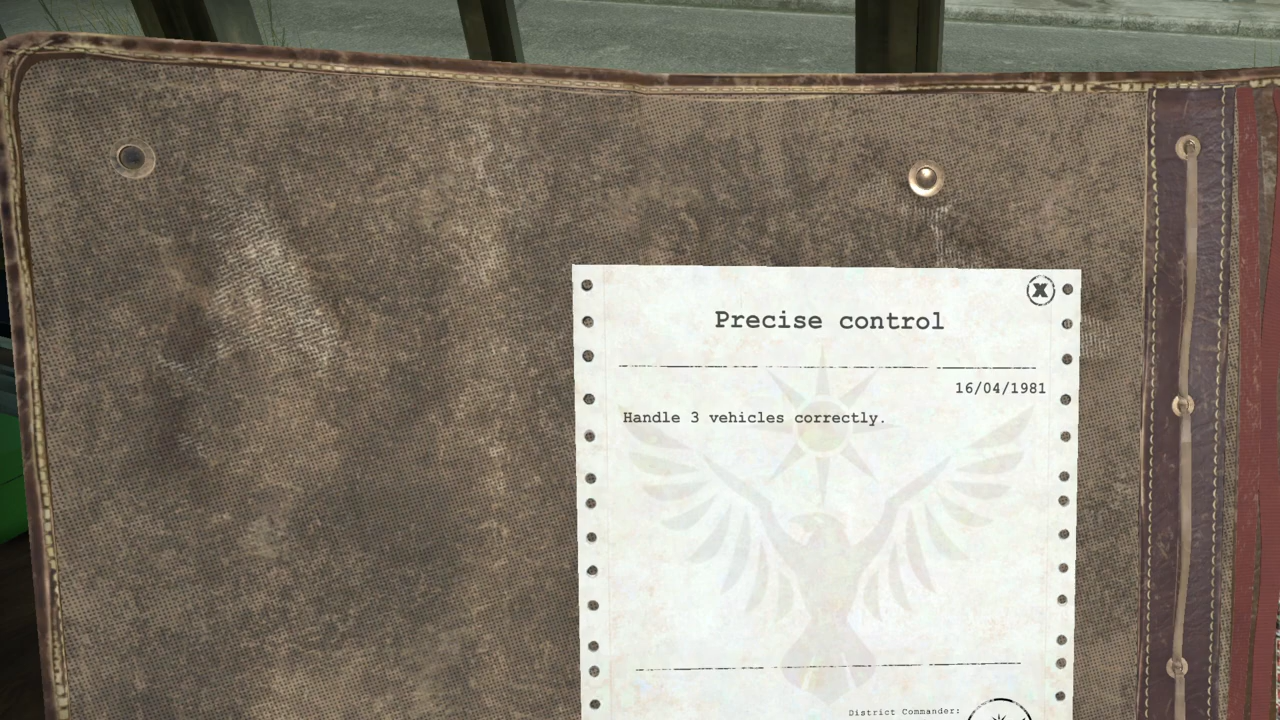 X
Precise control
16/04/1981
Handle 3 vehicles correctly.
District Commander: